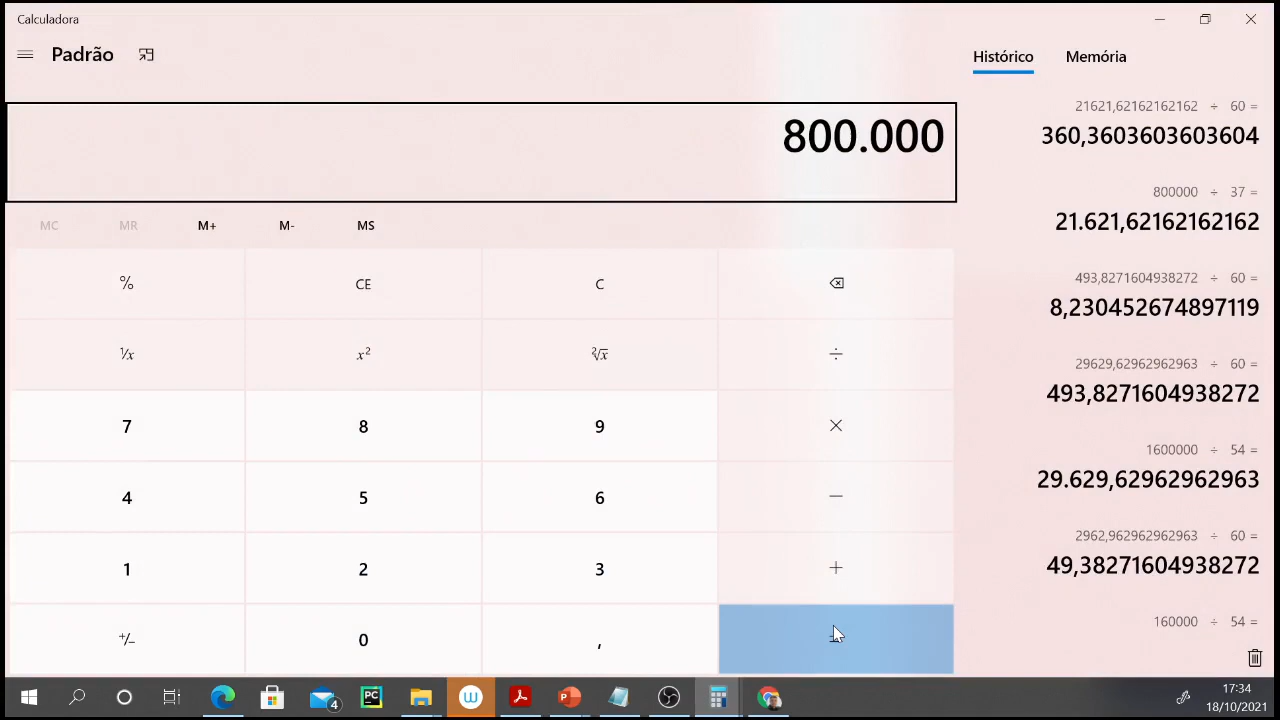 Calculadora
Padrão
Histórico Memória
800.000
21621,62162162162 ÷ 60 =
360,3603603603604
800000 ÷ 37 =
21.621,62162162162
493,8271604938272 ÷ 60 =
8,230452674897119
29629,62962962963 ÷ 60 =
493,8271604938272
1600000 ÷ 54 =
29.629,62962962963
2962,962962962963 ÷ 60 =
49,38271604938272
160000 ÷ 54 =
MC MR M+ M- MS
% CE C
⅟x x² ²√x ÷
7 8 9 ×
4 5 6 −
1 2 3 +
+/− 0 , =
PC W 4
17:34
18/10/2021